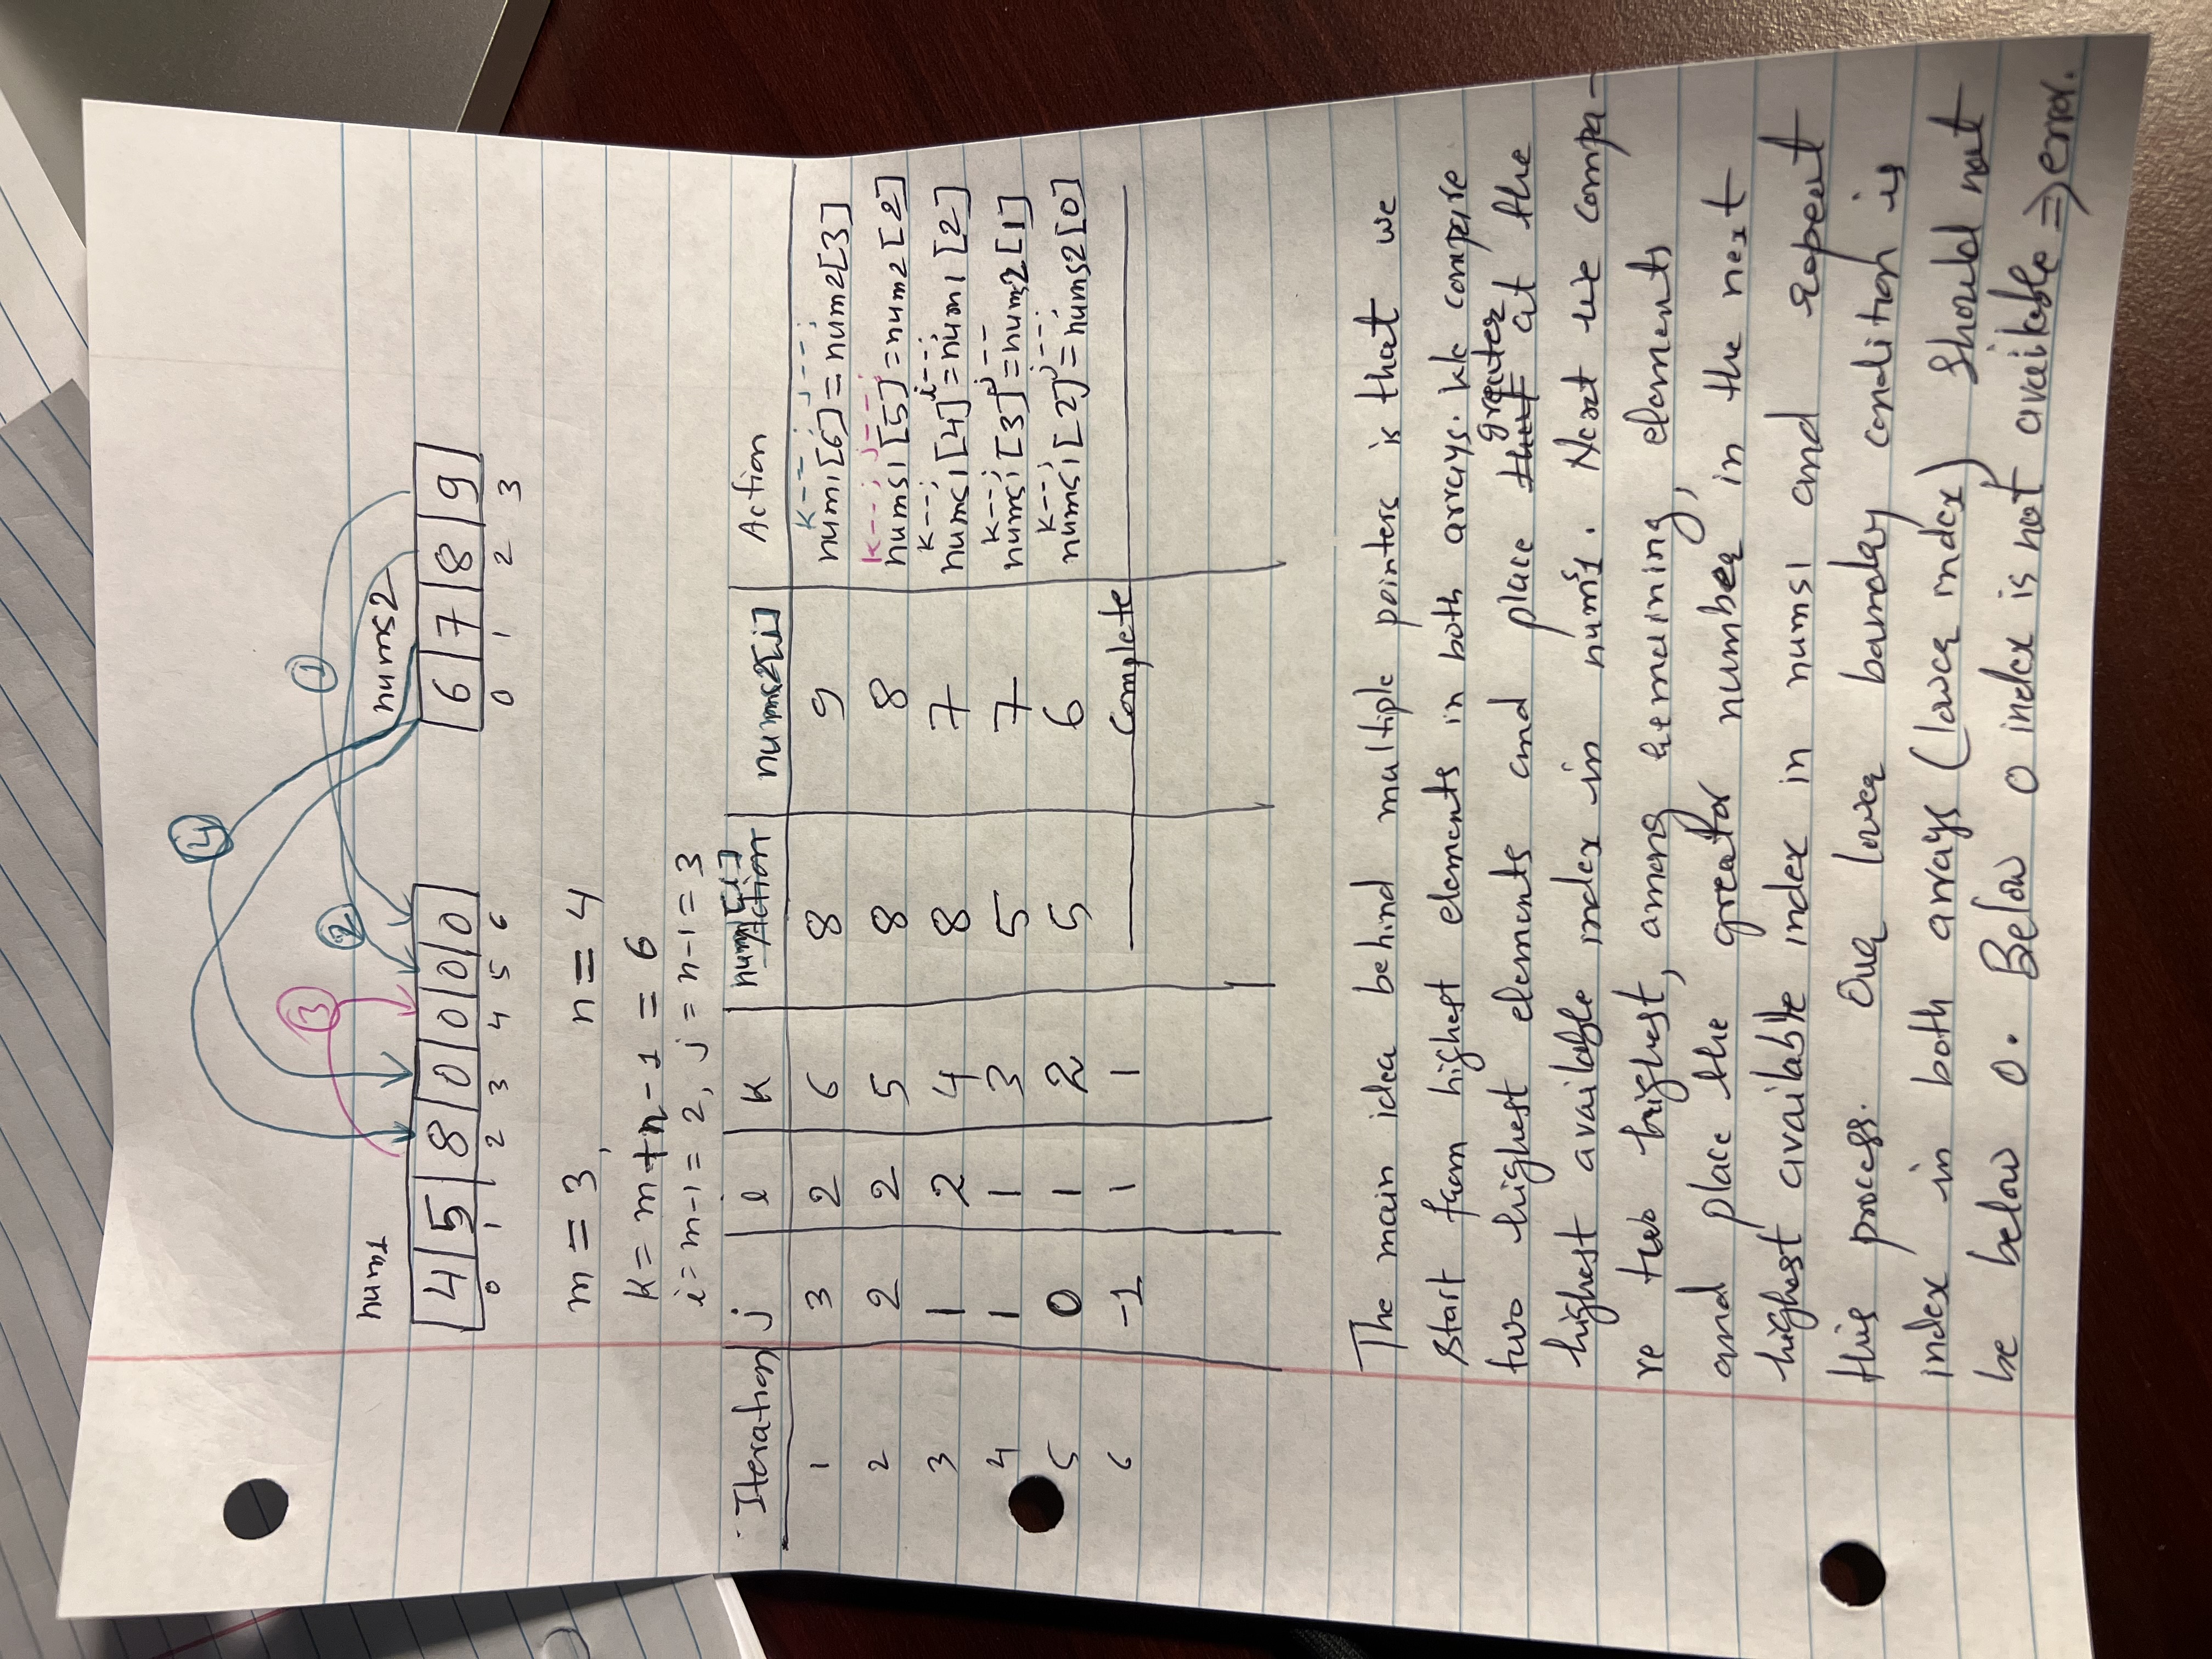 4
3
1
2
nums1
nums2
4 5 8 0 0 0 0
6 7 8 9
0 1 2 3 4 5 6
0 1 2 3
m = 3, n = 4
K = m+n-1 = 6
i = m-1 = 2, j = n-1 = 3
Iteration j i K num1[i] Action nums2[j] Action
k--; j--;
1 3 2 6 8 9 num1[6]=num2[3]
k--; j--;
2 2 2 5 8 8 nums1[5]=num2[2]
k--; i--;
3 1 2 4 8 7 nums1[4]=num1[2]
k--; j--
4 1 1 3 5 7 nums1[3]=nums2[1]
k--; j--;
5 0 1 2 5 6 nums1[2]=nums2[0]
6 -1 1 1 Complete
The main idea behind multiple pointers is that we
start from highest elements in both arrays. We compare
two highest elements and place that greater at the
highest available index in nums1. Next we compa-
re two highest, among remaining, elements
and place the greator number in the next
highest available index in nums1 and repeat
this process. Our lower bamday condition is
index in both arrays (lower index) should not
be below 0. Below 0 index is not available ⇒ error.